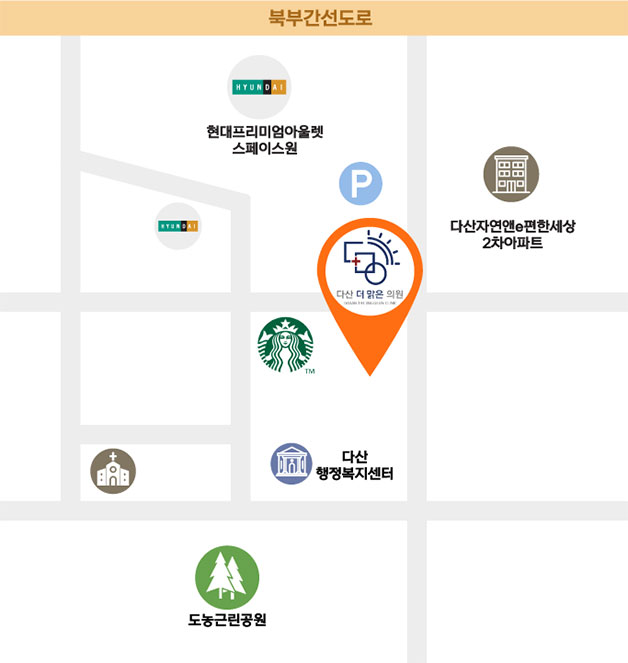 북부간선도로
HYUNDAI
현대프리미엄아울렛
스페이스원
P
다산자연앤e편한세상
2차아파트
HYUNDAI
다산 더 맑은 의원
TM
다산
행정복지센터
도농근린공원